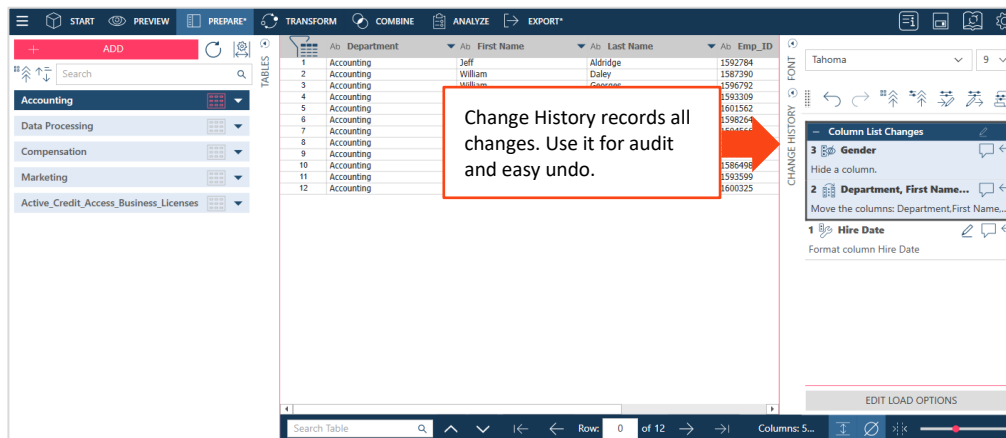 START PREVIEW PREPARE* TRANSFORM COMBINE ANALYZE EXPORT*
+ ADD
Search
Accounting
Data Processing
Compensation
Marketing
Active_Credit_Access_Business_Licenses
TABLES
Ab Department Ab First Name Ab Last Name Ab Emp_ID
1 Accounting Jeff Aldridge 1592784
2 Accounting William Daley 1587390
3 Accounting William Georges 1596792
4 Accounting 1593309
5 Accounting 1601562
6 Accounting 1598264
7 Accounting
8 Accounting
9 Accounting
10 Accounting 1586498
11 Accounting 1593599
12 Accounting 1600325
Change History records all
changes. Use it for audit
and easy undo.
FONT
CHANGE HISTORY
Tahoma 9
− Column List Changes
3 Gender
Hide a column.
2 Department, First Name...
Move the columns: Department,First Name,...
1 Hire Date
Format column Hire Date
EDIT LOAD OPTIONS
Search Table Row: 0 of 12 Columns: 5...